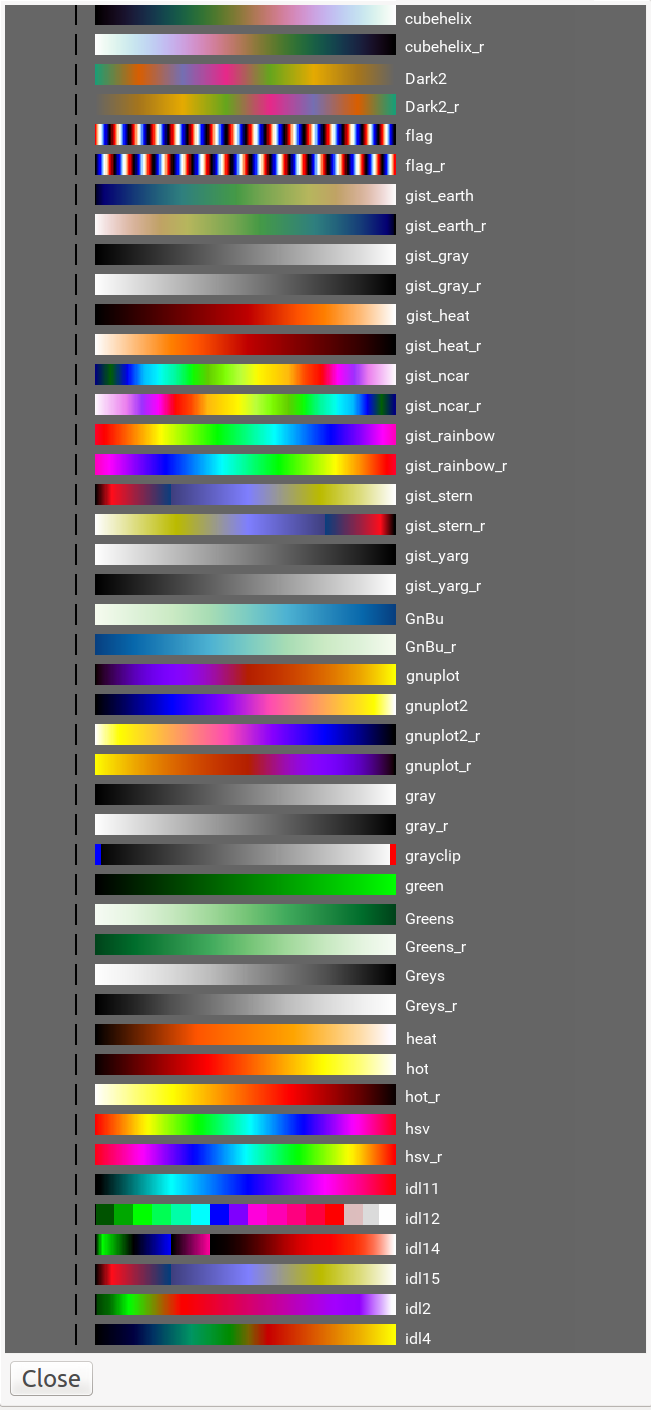 cubehelix
cubehelix_r
Dark2
Dark2_r
flag
flag_r
gist_earth
gist_earth_r
gist_gray
gist_gray_r
gist_heat
gist_heat_r
gist_ncar
gist_ncar_r
gist_rainbow
gist_rainbow_r
gist_stern
gist_stern_r
gist_yarg
gist_yarg_r
GnBu
GnBu_r
gnuplot
gnuplot2
gnuplot2_r
gnuplot_r
gray
gray_r
grayclip
green
Greens
Greens_r
Greys
Greys_r
heat
hot
hot_r
hsv
hsv_r
idl11
idl12
idl14
idl15
idl2
idl4
Close